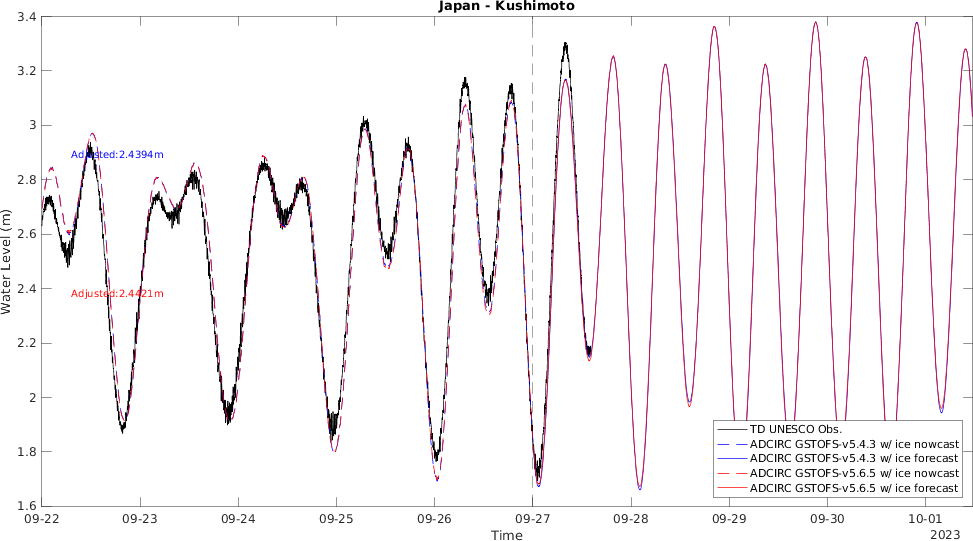 Japan - Kushimoto
3.4
3.2
3
2.8
2.6
2.4
2.2
2
1.8
1.6
Water Level (m)
Adjusted:2.4394m
Adjusted:2.4421m
TD UNESCO Obs.
ADCIRC GSTOFS-v5.4.3 w/ ice nowcast
ADCIRC GSTOFS-v5.4.3 w/ ice forecast
ADCIRC GSTOFS-v5.6.5 w/ ice nowcast
ADCIRC GSTOFS-v5.6.5 w/ ice forecast
09-22 09-23 09-24 09-25 09-26 09-27 09-28 09-29 09-30 10-01
Time
2023